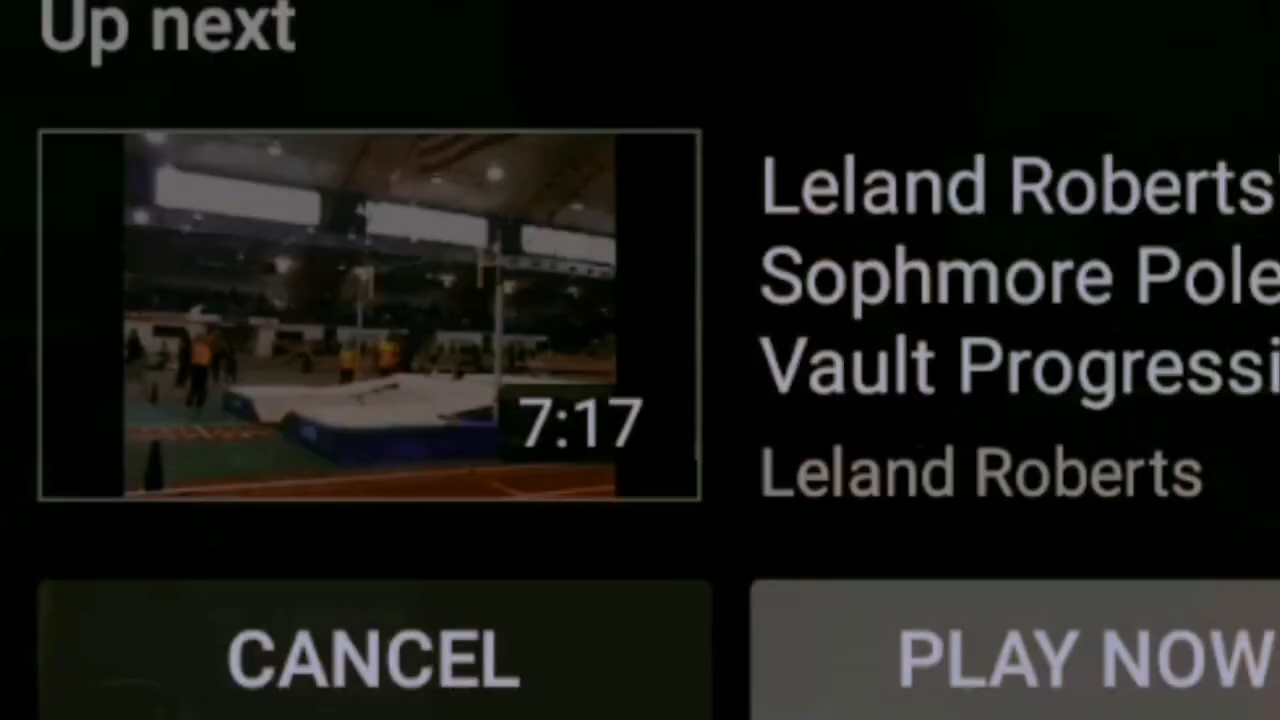 Up next
Leland Roberts
Sophmore Pole
Vault Progressi
7:17
Leland Roberts
CANCEL
PLAY NOW